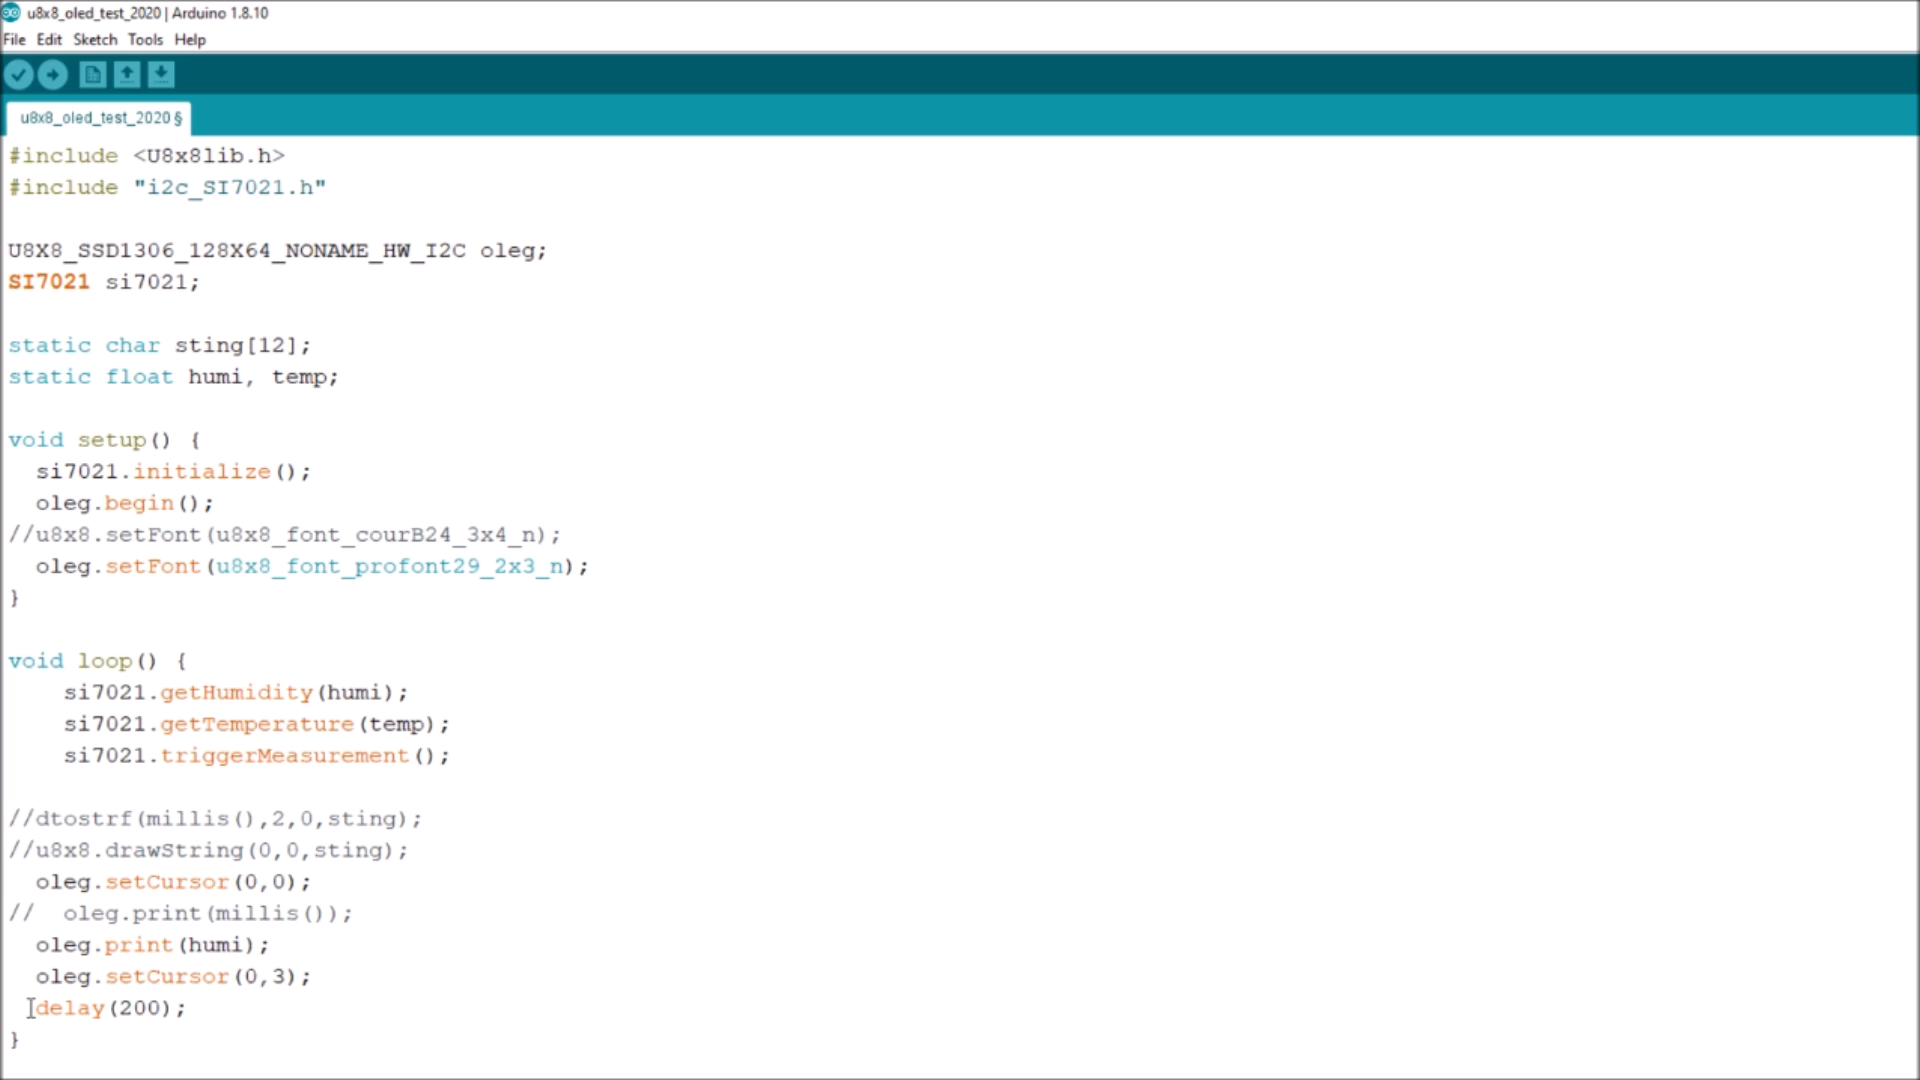 u8x8_oled_test_2020 | Arduino 1.8.10
File Edit Sketch Tools Help
u8x8_oled_test_2020 §
#include <U8x8lib.h>
#include "i2c_SI7021.h"
U8X8_SSD1306_128X64_NONAME_HW_I2C oleg;
SI7021 si7021;
static char sting[12];
static float humi, temp;
void setup() {
  si7021.initialize();
  oleg.begin();
//u8x8.setFont(u8x8_font_courB24_3x4_n);
  oleg.setFont(u8x8_font_profont29_2x3_n);
}
void loop() {
    si7021.getHumidity(humi);
    si7021.getTemperature(temp);
    si7021.triggerMeasurement();
//dtostrf(millis(),2,0,sting);
//u8x8.drawString(0,0,sting);
  oleg.setCursor(0,0);
//  oleg.print(millis());
  oleg.print(humi);
  oleg.setCursor(0,3);
  delay(200);
}